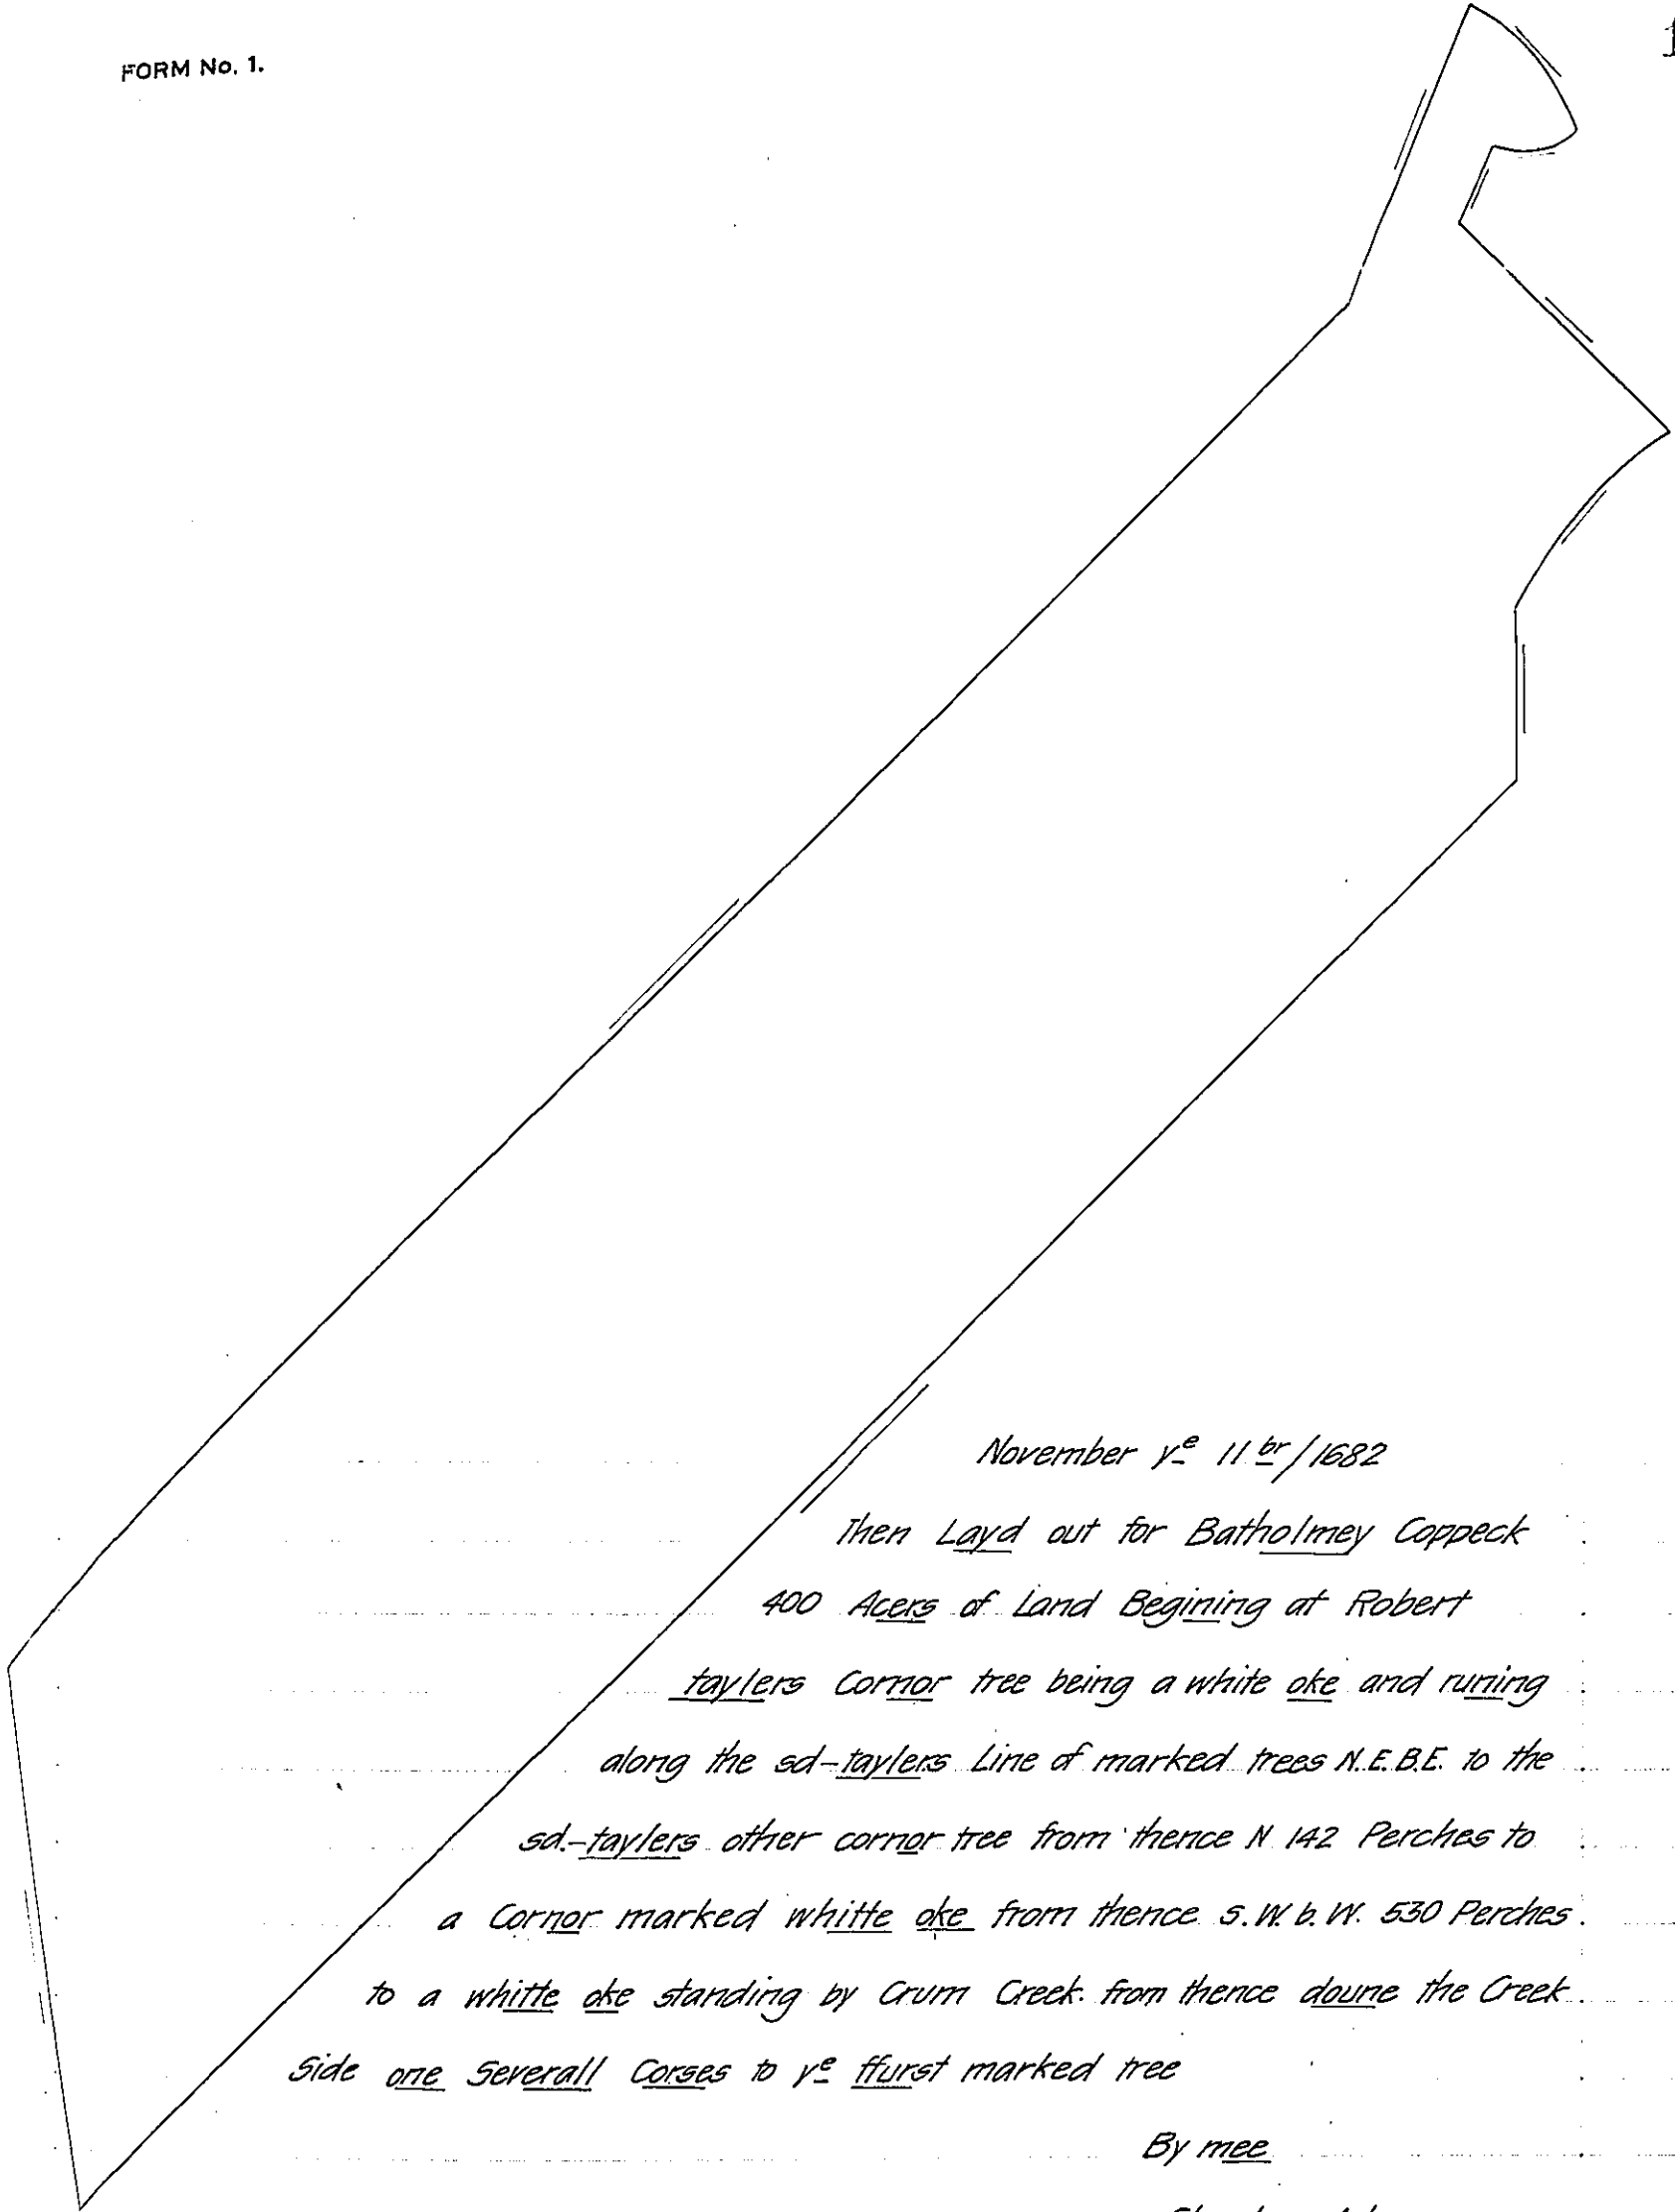 FORM No. 1.
November yᵉ 11 ᵇʳ/1682
Then Layd out for Batholmey Coppeck
400 Acers of Land Begining at Robert
taylers Cornor tree being a white oke and runing
along the sd-taylers Line of marked trees N.E.B.E. to the
sd.-taylers other cornor tree from thence N 142 Perches to
a Cornor marked whitte oke from thence S.W.b.W. 530 Perches
to a whitte oke standing by Crum Creek. from thence doune the Creek
Side one Severall Corses to yᵉ ffurst marked tree
By mee